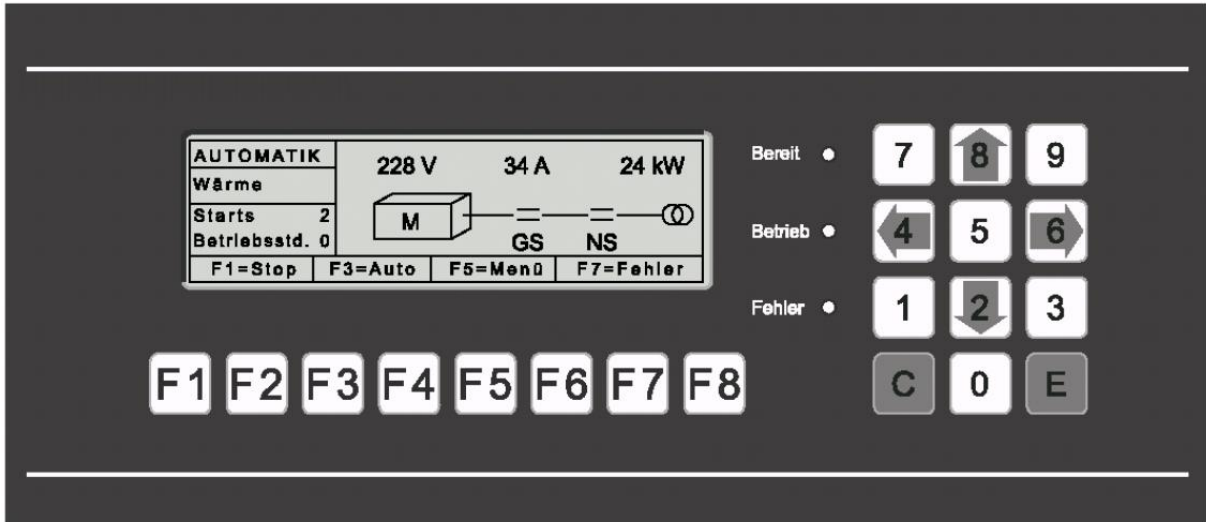 AUTOMATIK
Wärme
Starts 2
Betriebsstd. 0
228 V 34 A 24 kW
M
GS NS
F1=Stop F3=Auto F5=Menü F7=Fehler
Bereit
Betrieb
Fehler
7 8 9
4 5 6
1 2 3
C 0 E
F1 F2 F3 F4 F5 F6 F7 F8